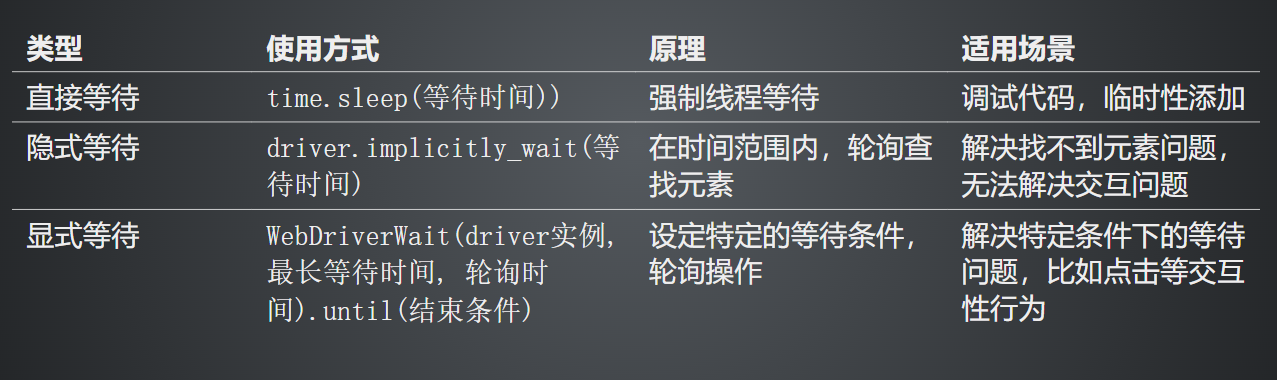 类型 使用方式 原理 适用场景
直接等待 time.sleep(等待时间)) 强制线程等待 调试代码，临时性添加
隐式等待 driver.implicitly_wait(等 在时间范围内，轮询查 解决找不到元素问题，
待时间) 找元素 无法解决交互问题
显式等待 WebDriverWait(driver实例, 设定特定的等待条件， 解决特定条件下的等待
最长等待时间, 轮询时 轮询操作 问题，比如点击等交互
间).until(结束条件) 性行为